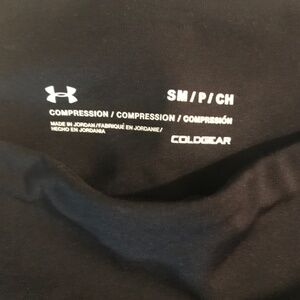 SM/P/CH
COMPRESSION / COMPRESSION / COMPRESIÓN
MADE IN JORDAN/FABRIQUÉ EN JORDANIE/
HECHO EN JORDANIA
COLDGEAR